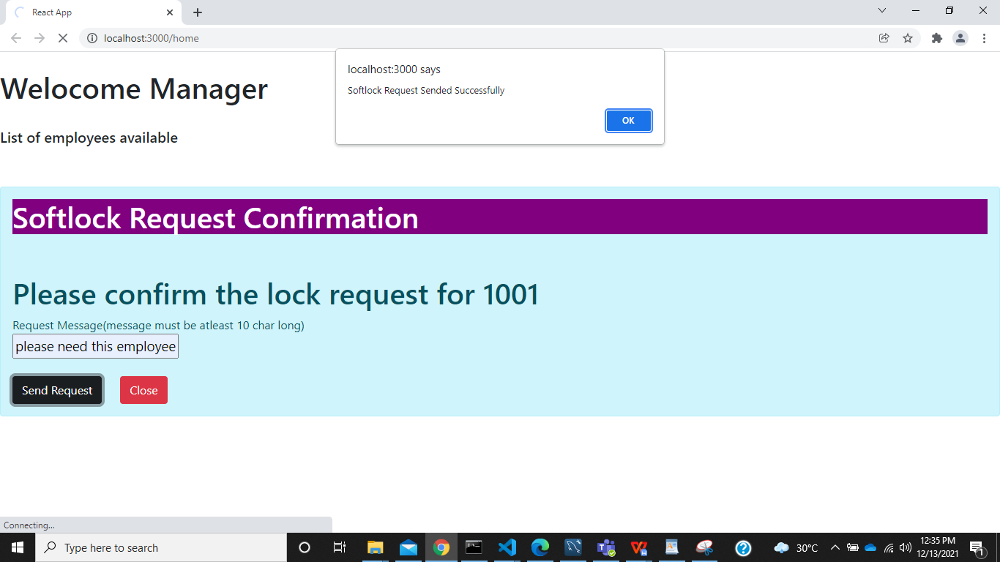 React App
localhost:3000/home
localhost:3000 says
Softlock Request Sended Successfully
OK
Welocome Manager
List of employees available
Softlock Request Confirmation
Please confirm the lock request for 1001
Request Message(message must be atleast 10 char long)
please need this employee
Send Request Close
Connecting...
Type here to search
30°C
12:35 PM
12/13/2021
1